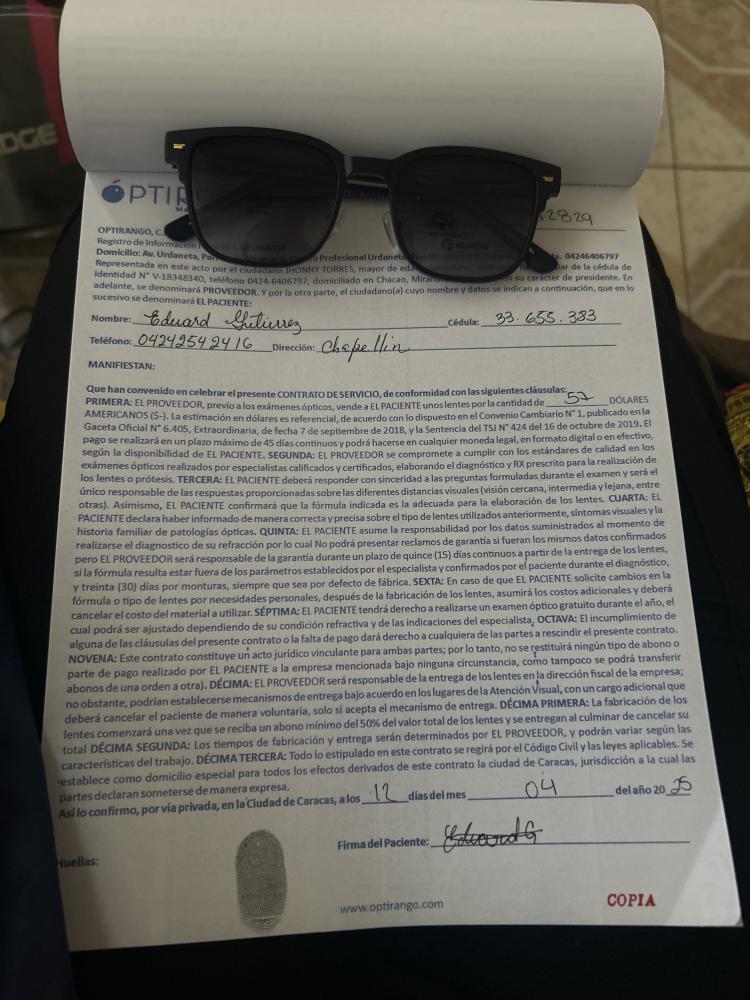 DGE
ÓPTIR
12829
OPTIRANGO, C.
Registro de Información
Domicilio: Av. Urdaneta, Profesional Urdaneta, 04246406797
Representada en este acto por el ciudadano JHONNY TORRES, mayor de de la cédula de
identidad N° V-18348340, teléfono 0424-6406797, domiciliado en Chacao, en su carácter de presidente. En
adelante, se denominará PROVEEDOR. Y por la otra parte, el ciudadano(a) cuyo nombre y datos se indican a continuación, que en lo
sucesivo se denominará EL PACIENTE:
Nombre: Eduard Gutierrez Cédula: 33.655.383
Teléfono: 04242542416 Dirección: Chapellin
MANIFIESTAN:
Que han convenido en celebrar el presente CONTRATO DE SERVICIO, de conformidad con las siguientes cláusulas:
PRIMERA: EL PROVEEDOR, previo a los exámenes ópticos, vende a EL PACIENTE unos lentes por la cantidad de 57 DÓLARES
AMERICANOS ($-). La estimación en dólares es referencial, de acuerdo con lo dispuesto en el Convenio Cambiario N° 1, publicado en la
Gaceta Oficial N° 6.405, Extraordinaria, de fecha 7 de septiembre de 2018, y la Sentencia del TSJ N° 424 del 16 de octubre de 2019. El
pago se realizará en un plazo máximo de 45 días continuos y podrá hacerse en cualquier moneda legal, en formato digital o en efectivo,
según la disponibilidad de EL PACIENTE. SEGUNDA: EL PROVEEDOR se compromete a cumplir con los estándares de calidad en los
exámenes ópticos realizados por especialistas calificados y certificados, elaborando el diagnóstico y RX prescrito para la realización de
los lentes o prótesis. TERCERA: EL PACIENTE deberá responder con sinceridad a las preguntas formuladas durante el examen y será el
único responsable de las respuestas proporcionadas sobre las diferentes distancias visuales (visión cercana, intermedia y lejana, entre
otras). Asimismo, EL PACIENTE confirmará que la fórmula indicada es la adecuada para la elaboración de los lentes. CUARTA: EL
PACIENTE declara haber informado de manera correcta y precisa sobre el tipo de lentes utilizados anteriormente, síntomas visuales y la
historia familiar de patologías ópticas. QUINTA: EL PACIENTE asume la responsabilidad por los datos suministrados al momento de
realizarse el diagnostico de su refracción por lo cual No podrá presentar reclamos de garantía si fueran los mismos datos confirmados
pero EL PROVEEDOR será responsable de la garantía durante un plazo de quince (15) días continuos a partir de la entrega de los lentes,
si la fórmula resulta estar fuera de los parámetros establecidos por el especialista y confirmados por el paciente durante el diagnóstico,
y treinta (30) días por monturas, siempre que sea por defecto de fábrica. SEXTA: En caso de que EL PACIENTE solicite cambios en la
fórmula o tipo de lentes por necesidades personales, después de la fabricación de los lentes, asumirá los costos adicionales y deberá
cancelar el costo del material a utilizar. SÉPTIMA: EL PACIENTE tendrá derecho a realizarse un examen óptico gratuito durante el año, el
cual podrá ser ajustado dependiendo de su condición refractiva y de las indicaciones del especialista. OCTAVA: El incumplimiento de
alguna de las cláusulas del presente contrato o la falta de pago dará derecho a cualquiera de las partes a rescindir el presente contrato.
NOVENA: Este contrato constituye un acto jurídico vinculante para ambas partes; por lo tanto, no se restituirá ningún tipo de abono o
parte de pago realizado por EL PACIENTE a la empresa mencionada bajo ninguna circunstancia, como tampoco se podrá transferir
abonos de una orden a otra). DÉCIMA: EL PROVEEDOR será responsable de la entrega de los lentes en la dirección fiscal de la empresa;
no obstante, podrían establecerse mecanismos de entrega bajo acuerdo en los lugares de la Atención Visual, con un cargo adicional que
deberá cancelar el paciente de manera voluntaria, solo si acepta el mecanismo de entrega. DÉCIMA PRIMERA: La fabricación de los
lentes comenzará una vez que se reciba un abono mínimo del 50% del valor total de los lentes y se entregan al culminar de cancelar su
total DÉCIMA SEGUNDA: Los tiempos de fabricación y entrega serán determinados por EL PROVEEDOR, y podrán variar según las
características del trabajo. DÉCIMA TERCERA: Todo lo estipulado en este contrato se regirá por el Código Civil y las leyes aplicables. Se
establece como domicilio especial para todos los efectos derivados de este contrato la ciudad de Caracas, jurisdicción a la cual las
partes declaran someterse de manera expresa.
Así lo confirmo, por vía privada, en la Ciudad de Caracas, a los 12 días del mes 04 del año 20 25
Firma del Paciente: Eduard G
Huellas:
www.optirango.com
COPIA